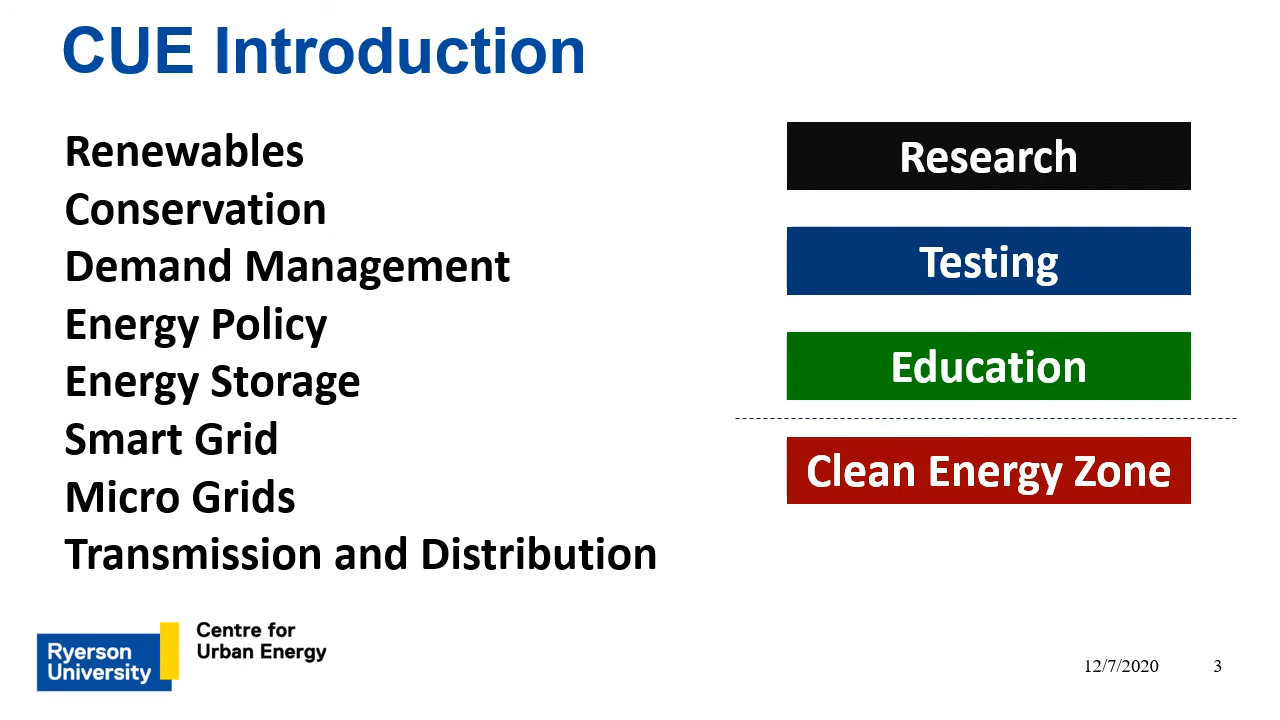 CUE Introduction
Renewables
Conservation
Demand Management
Energy Policy
Energy Storage
Smart Grid
Micro Grids
Transmission and Distribution
Research
Testing
Education
Clean Energy Zone
Ryerson
University
Centre for
Urban Energy
12/7/2020
3